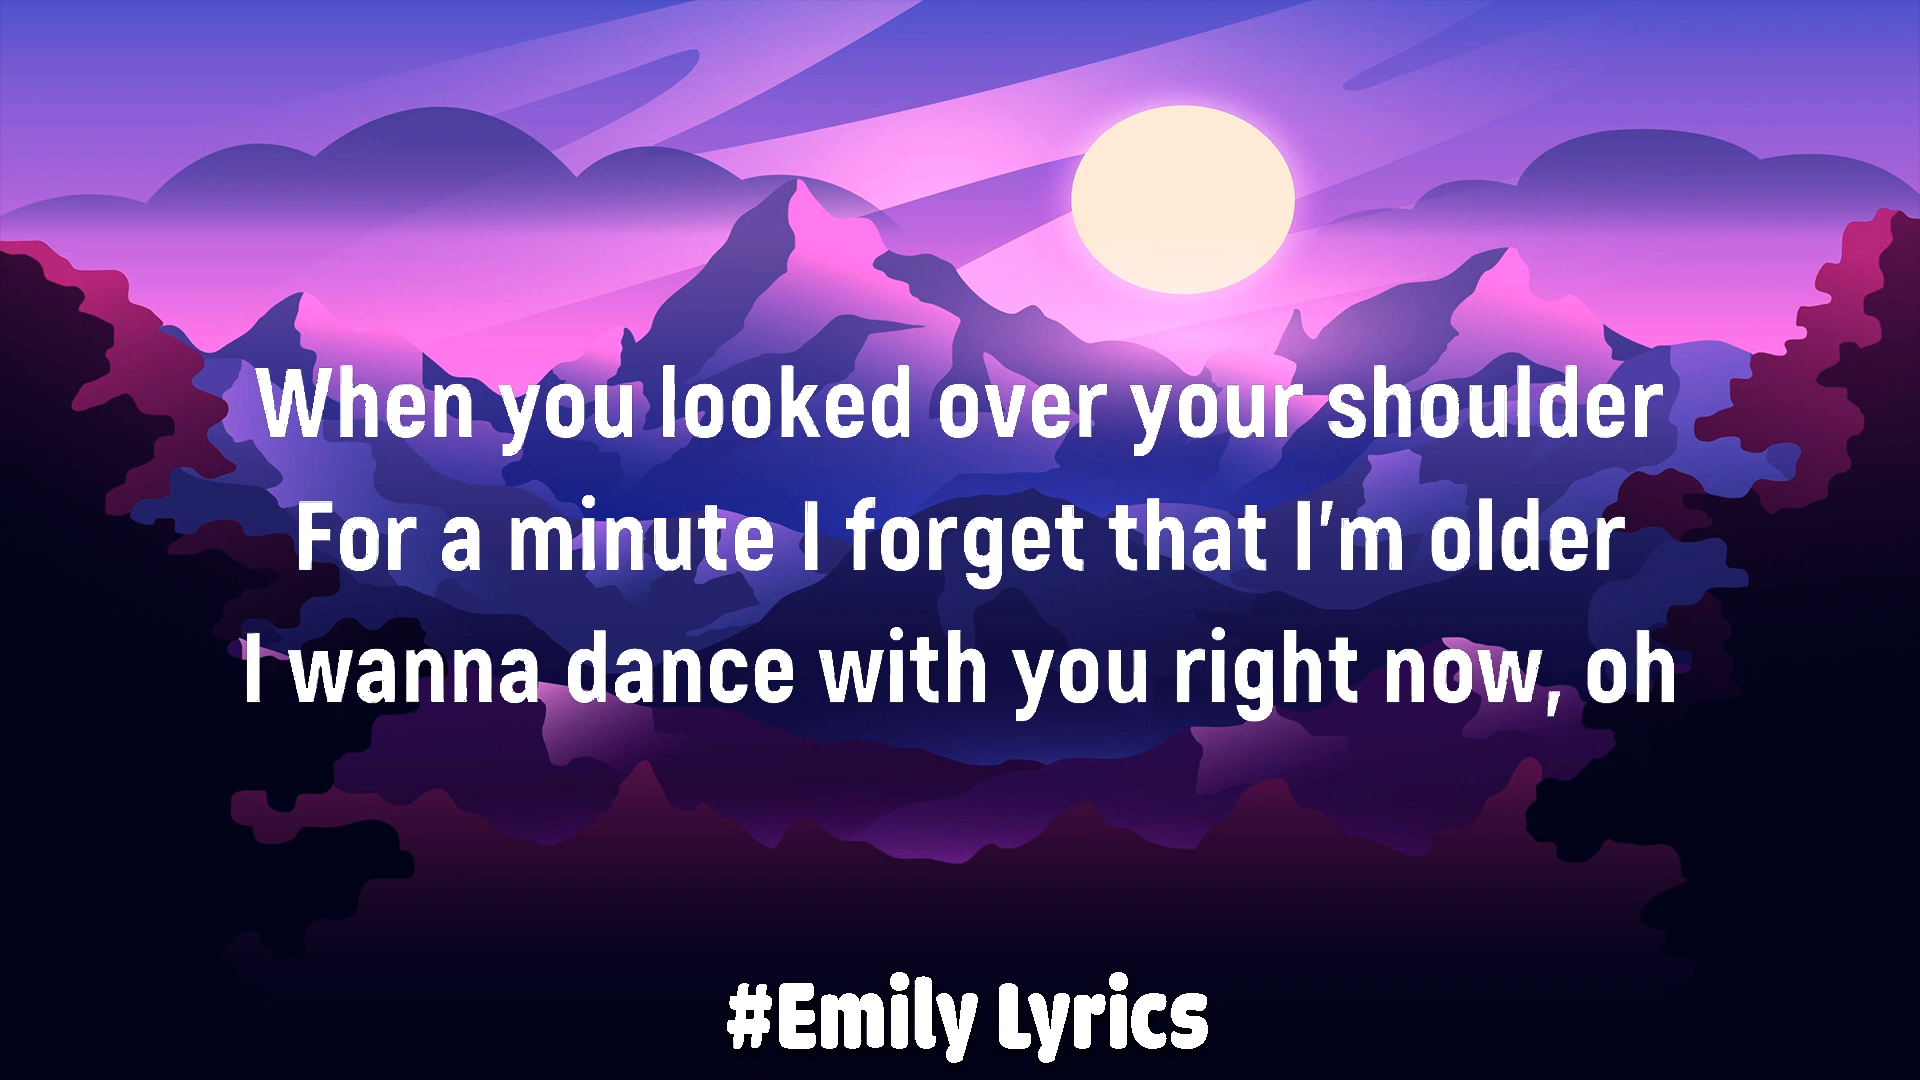 When you looked over your shoulder
For a minute I forget that I'm older
I wanna dance with you right now, oh
#Emily Lyrics